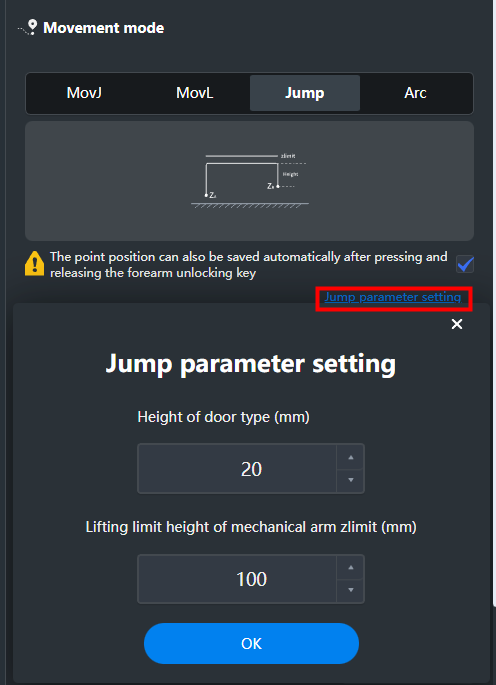 Movement mode
MovJ MovL Jump Arc
zlimit
Height
Z₀
Z₀
The point position can also be saved automatically after pressing and
releasing the forearm unlocking key
Jump parameter setting
Jump parameter setting
Height of door type (mm)
20
Lifting limit height of mechanical arm zlimit (mm)
100
OK